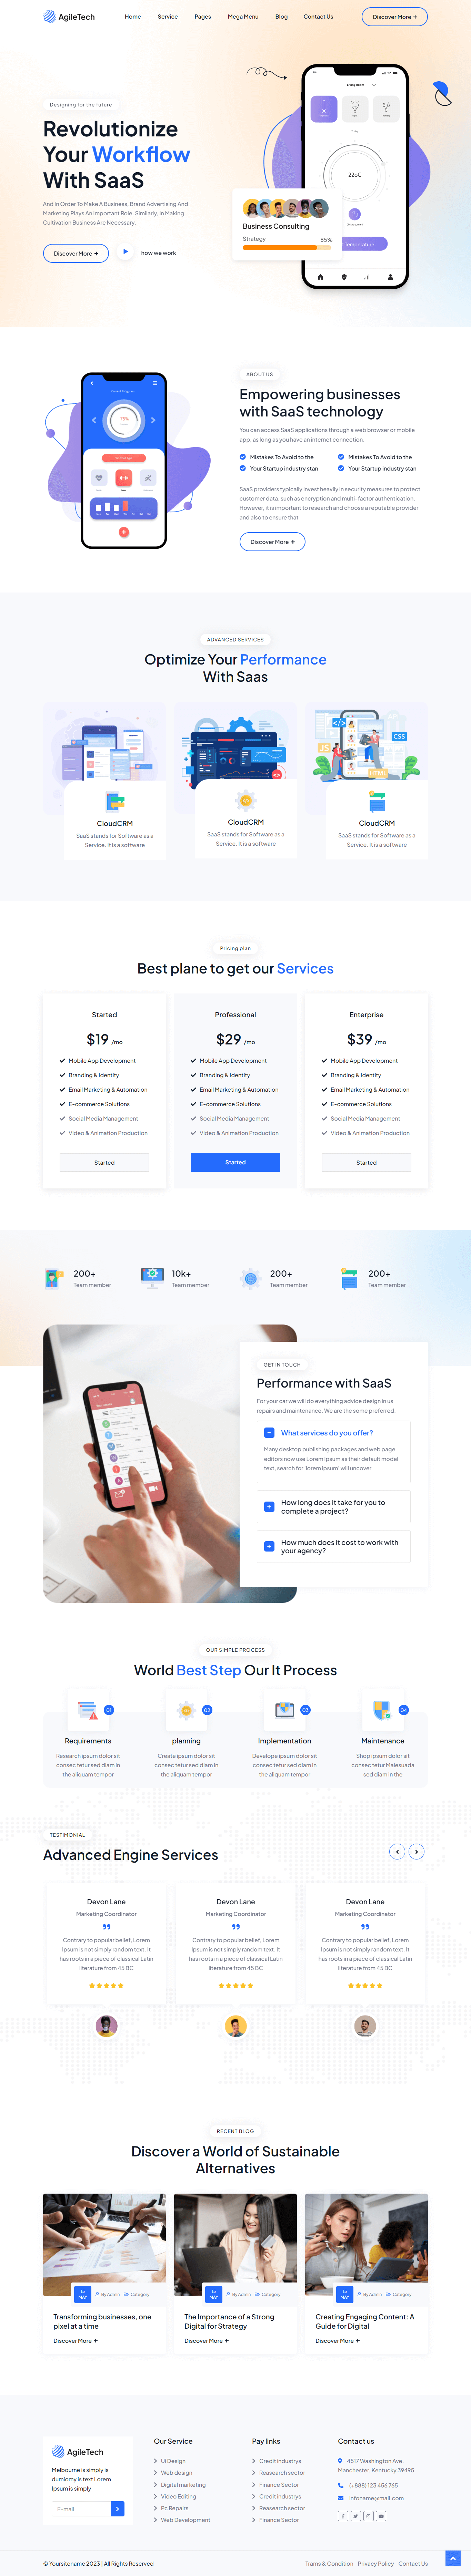 AgileTech
Home Service Pages Mega Menu Blog Contact Us
Discover More +
Designing for the future
Revolutionize
Your Workflow
With SaaS
And In Order To Make A Business, Brand Advertising And
Marketing Plays An Important Role. Similarly, In Making
Cultivation Business Are Necessary.
Discover More +
how we work
22oC
Business Consulting
Strategy
85%
Temperature
ABOUT US
Empowering businesses
with SaaS technology
You can access SaaS applications through a web browser or mobile
app, as long as you have an internet connection.
Mistakes To Avoid to the
Mistakes To Avoid to the
Your Startup industry stan
Your Startup industry stan
SaaS providers typically invest heavily in security measures to protect
customer data, such as encryption and multi-factor authentication.
However, it is important to research and choose a reputable provider
and also to ensure that
Discover More +
ADVANCED SERVICES
Optimize Your Performance
With Saas
CloudCRM
SaaS stands for Software as a
Service. It is a software
CloudCRM
SaaS stands for Software as a
Service. It is a software
</>
CSS
JS
HTML
CloudCRM
SaaS stands for Software as a
Service. It is a software
Pricing plan
Best plane to get our Services
Started
$19 /mo
Mobile App Development
Branding & Identity
Email Marketing & Automation
E-commerce Solutions
Social Media Management
Video & Animation Production
Started
Professional
$29 /mo
Mobile App Development
Branding & Identity
Email Marketing & Automation
E-commerce Solutions
Social Media Management
Video & Animation Production
Started
Enterprise
$39 /mo
Mobile App Development
Branding & Identity
Email Marketing & Automation
E-commerce Solutions
Social Media Management
Video & Animation Production
Started
200+
Team member
10k+
Team member
200+
Team member
200+
Team member
GET IN TOUCH
Performance with SaaS
For your car we will do everything advice design in us
repairs and maintenance. We are the some preferred.
What services do you offer?
Many desktop publishing packages and web page
editors now use Lorem Ipsum as their default model
text, search for 'lorem ipsum' will uncover
How long does it take for you to
complete a project?
How much does it cost to work with
your agency?
OUR SIMPLE PROCESS
World Best Step Our It Process
01
Requirements
Research ipsum dolor sit
consec tetur sed diam in
the aliquam tempor
02
planning
Create ipsum dolor sit
consec tetur sed diam in
the aliquam tempor
03
Implementation
Develope ipsum dolor sit
consec tetur sed diam in
the aliquam tempor
04
Maintenance
Shop ipsum dolor sit
consec tetur Malesuada
sed diam in the
TESTIMONIAL
Advanced Engine Services
Devon Lane
Marketing Coordinator
Contrary to popular belief, Lorem
Ipsum is not simply random text. It
has roots in a piece of classical Latin
literature from 45 BC
Devon Lane
Marketing Coordinator
Contrary to popular belief, Lorem
Ipsum is not simply random text. It
has roots in a piece of classical Latin
literature from 45 BC
Devon Lane
Marketing Coordinator
Contrary to popular belief, Lorem
Ipsum is not simply random text. It
has roots in a piece of classical Latin
literature from 45 BC
RECENT BLOG
Discover a World of Sustainable
Alternatives
16
MAY
By Admin Category
Transforming businesses, one
pixel at a time
Discover More +
16
MAY
By Admin Category
The Importance of a Strong
Digital for Strategy
Discover More +
16
MAY
By Admin Category
Creating Engaging Content: A
Guide for Digital
Discover More +
AgileTech
Melbourne is simply is
dumiomy is text Lorem
Ipsum is simply
E-mail
Our Service
Ui Design
Web design
Digital marketing
Video Editing
Pc Repairs
Web Development
Pay links
Credit industrys
Reasearch sector
Finance Sector
Credit industrys
Reasearch sector
Finance Sector
Contact us
4517 Washington Ave.
Manchester, Kentucky 39495
(+888) 123 456 765
infoname@mail.com
© Yoursitename 2023 | All Rights Reserved
Trams & Condition Privacy Policy Contact Us